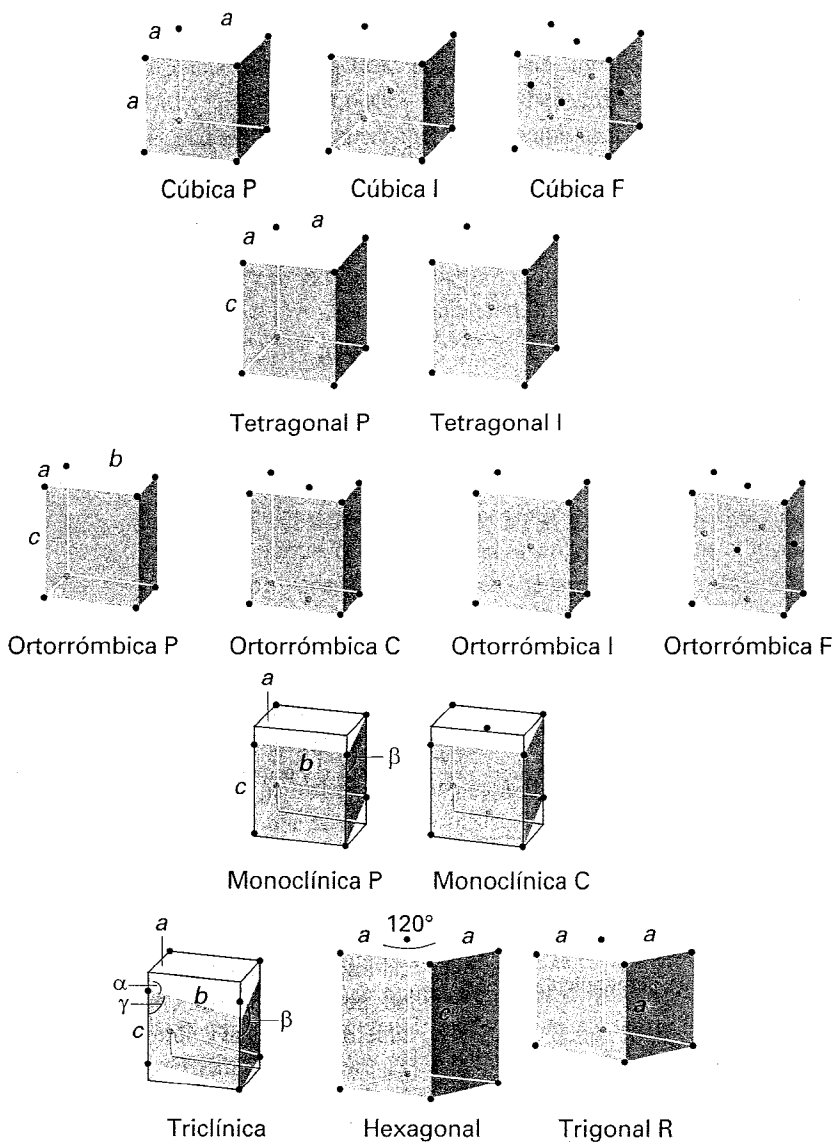 a a
a
Cúbica P Cúbica I Cúbica F
a a
c
Tetragonal P Tetragonal I
a b
c
Ortorrómbica P Ortorrómbica C Ortorrómbica I Ortorrómbica F
a
b β
c
Monoclínica P Monoclínica C
a 120° a a a a
α b
γ c β c a
Triclínica Hexagonal Trigonal R